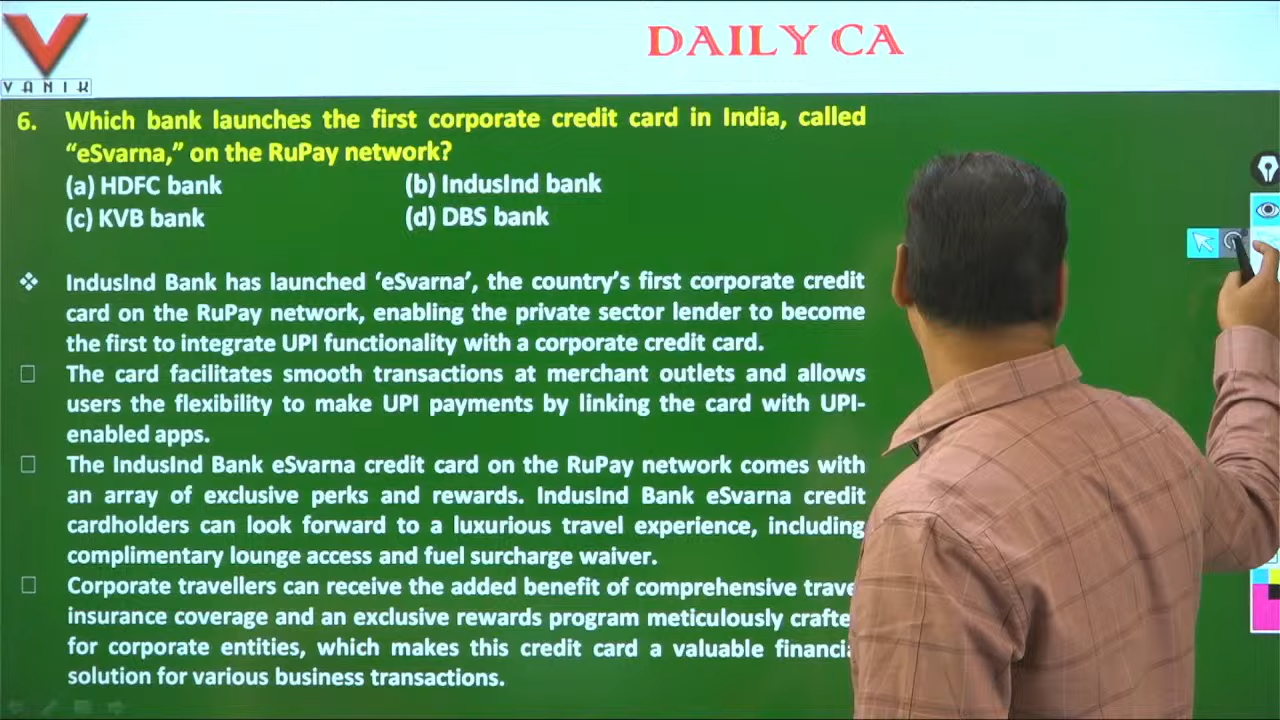 DAILY CA
VANIK
6. Which bank launches the first corporate credit card in India, called
“eSvarna,” on the RuPay network?
(a) HDFC bank (b) IndusInd bank
(c) KVB bank (d) DBS bank
❖ IndusInd Bank has launched ‘eSvarna’, the country’s first corporate credit
card on the RuPay network, enabling the private sector lender to become
the first to integrate UPI functionality with a corporate credit card.
□ The card facilitates smooth transactions at merchant outlets and allows
users the flexibility to make UPI payments by linking the card with UPI-
enabled apps.
□ The IndusInd Bank eSvarna credit card on the RuPay network comes with
an array of exclusive perks and rewards. IndusInd Bank eSvarna credit
cardholders can look forward to a luxurious travel experience, including
complimentary lounge access and fuel surcharge waiver.
□ Corporate travellers can receive the added benefit of comprehensive trave
insurance coverage and an exclusive rewards program meticulously crafte
for corporate entities, which makes this credit card a valuable financia
solution for various business transactions.